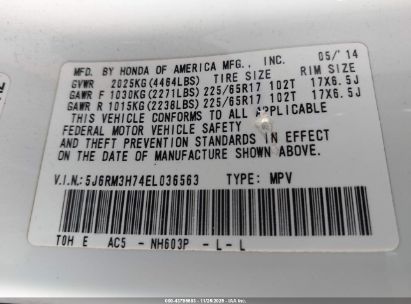 MFD. BY HONDA OF AMERICA MFG., INC. 05/'14
GVWR 2025KG(4464LBS) TIRE SIZE RIM SIZE
GAWR F 1030KG(2271LBS) 225/65R17 102T 17X6.5J
GAWR R 1015KG(2238LBS) 225/65R17 102T 17X6.5J
THIS VEHICLE CONFORMS TO ALL APPLICABLE
FEDERAL MOTOR VEHICLE SAFETY
AND THEFT PREVENTION STANDARDS IN EFFECT
ON THE DATE OF MANUFACTURE SHOWN ABOVE.
V.I.N.:5J6RM3H74EL036563 TYPE: MPV
TOH E AC5 - NH603P - L - L